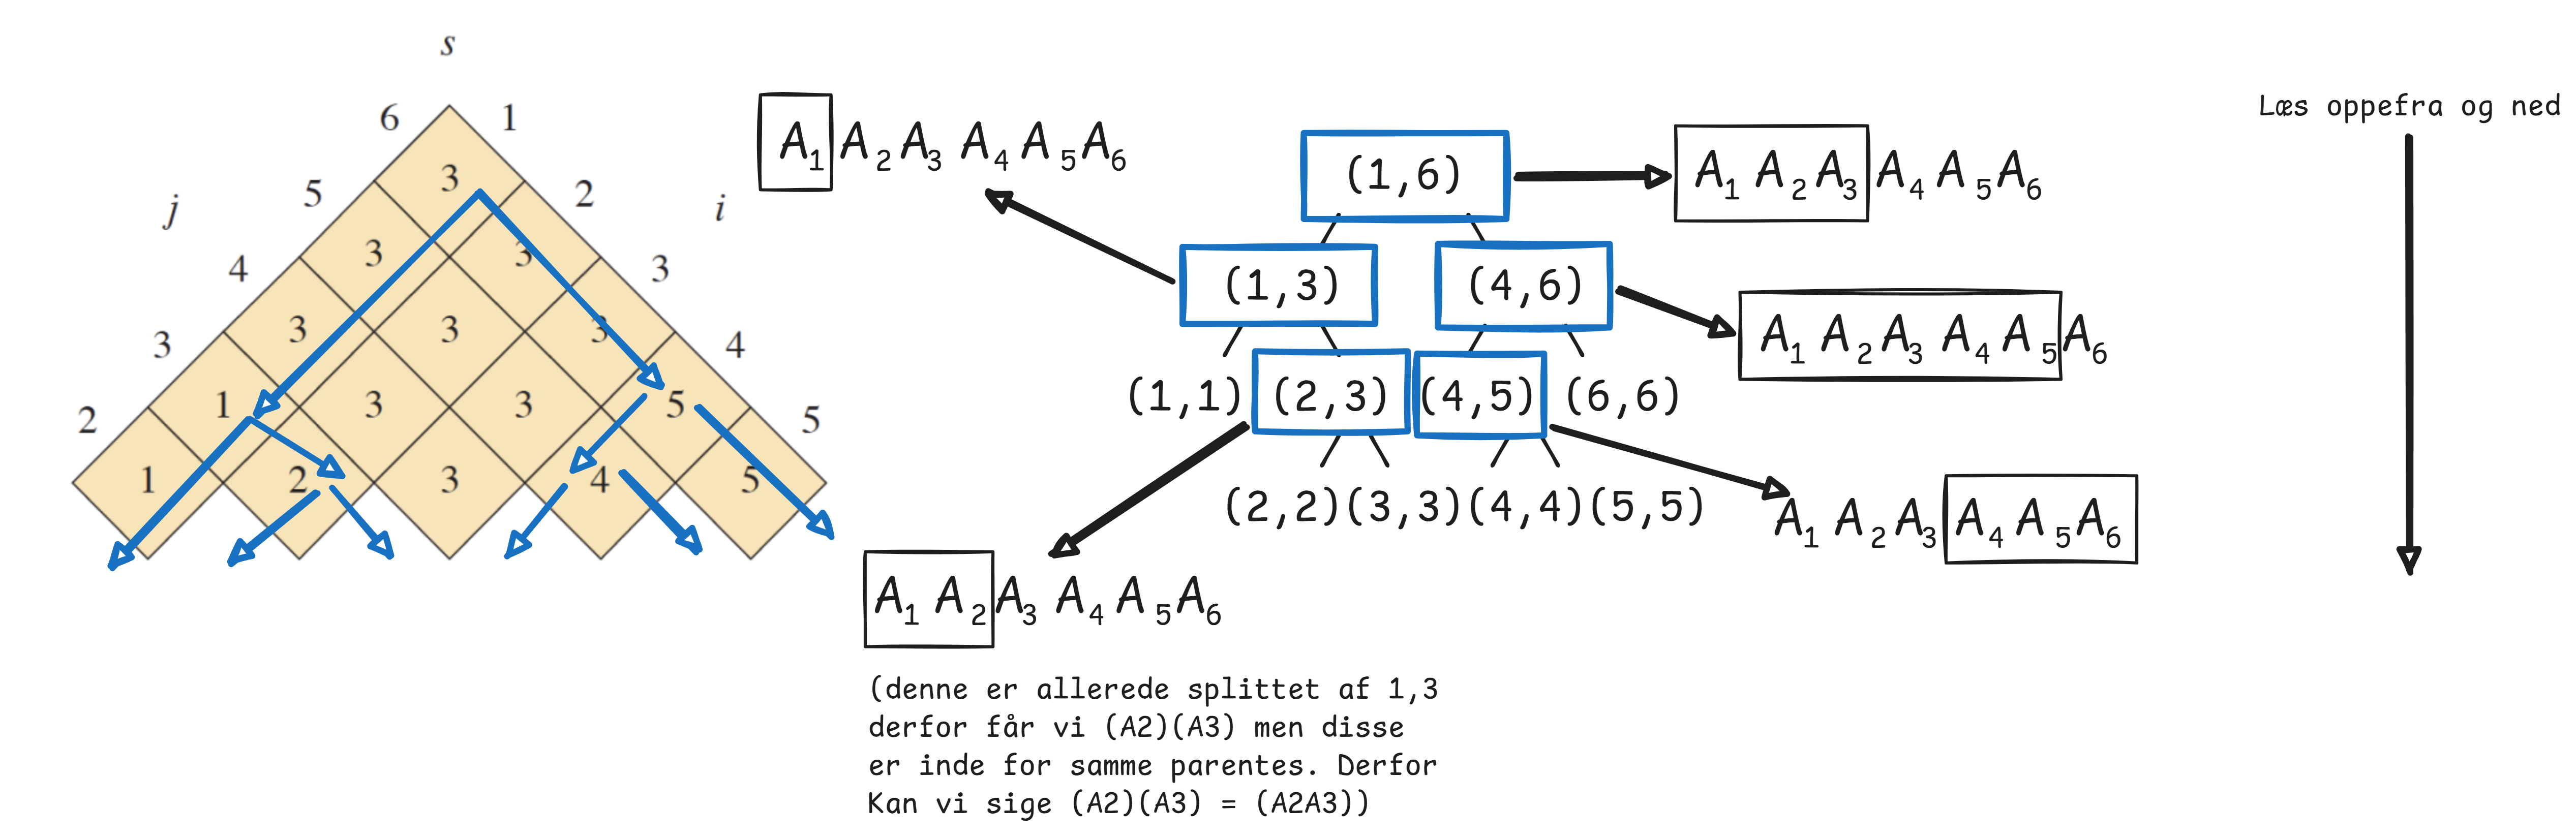 s
6 1
5 3 2
j i
4 3 3 3
3 3 3 3 4
2 1 3 3 5 5
1 2 3 4 5
A1 A2 A3 A4 A5 A6
(1,6)
A1 A2 A3 A4 A5 A6
(1,3) (4,6)
A1 A2 A3 A4 A5 A6
(1,1) (2,3) (4,5) (6,6)
(2,2)(3,3)(4,4)(5,5)
A1 A2 A3 A4 A5 A6
A1 A2 A3 A4 A5 A6
(denne er allerede splittet af 1,3
derfor får vi (A2)(A3) men disse
er inde for samme parentes. Derfor
Kan vi sige (A2)(A3) = (A2A3))
Læs oppefra og ned